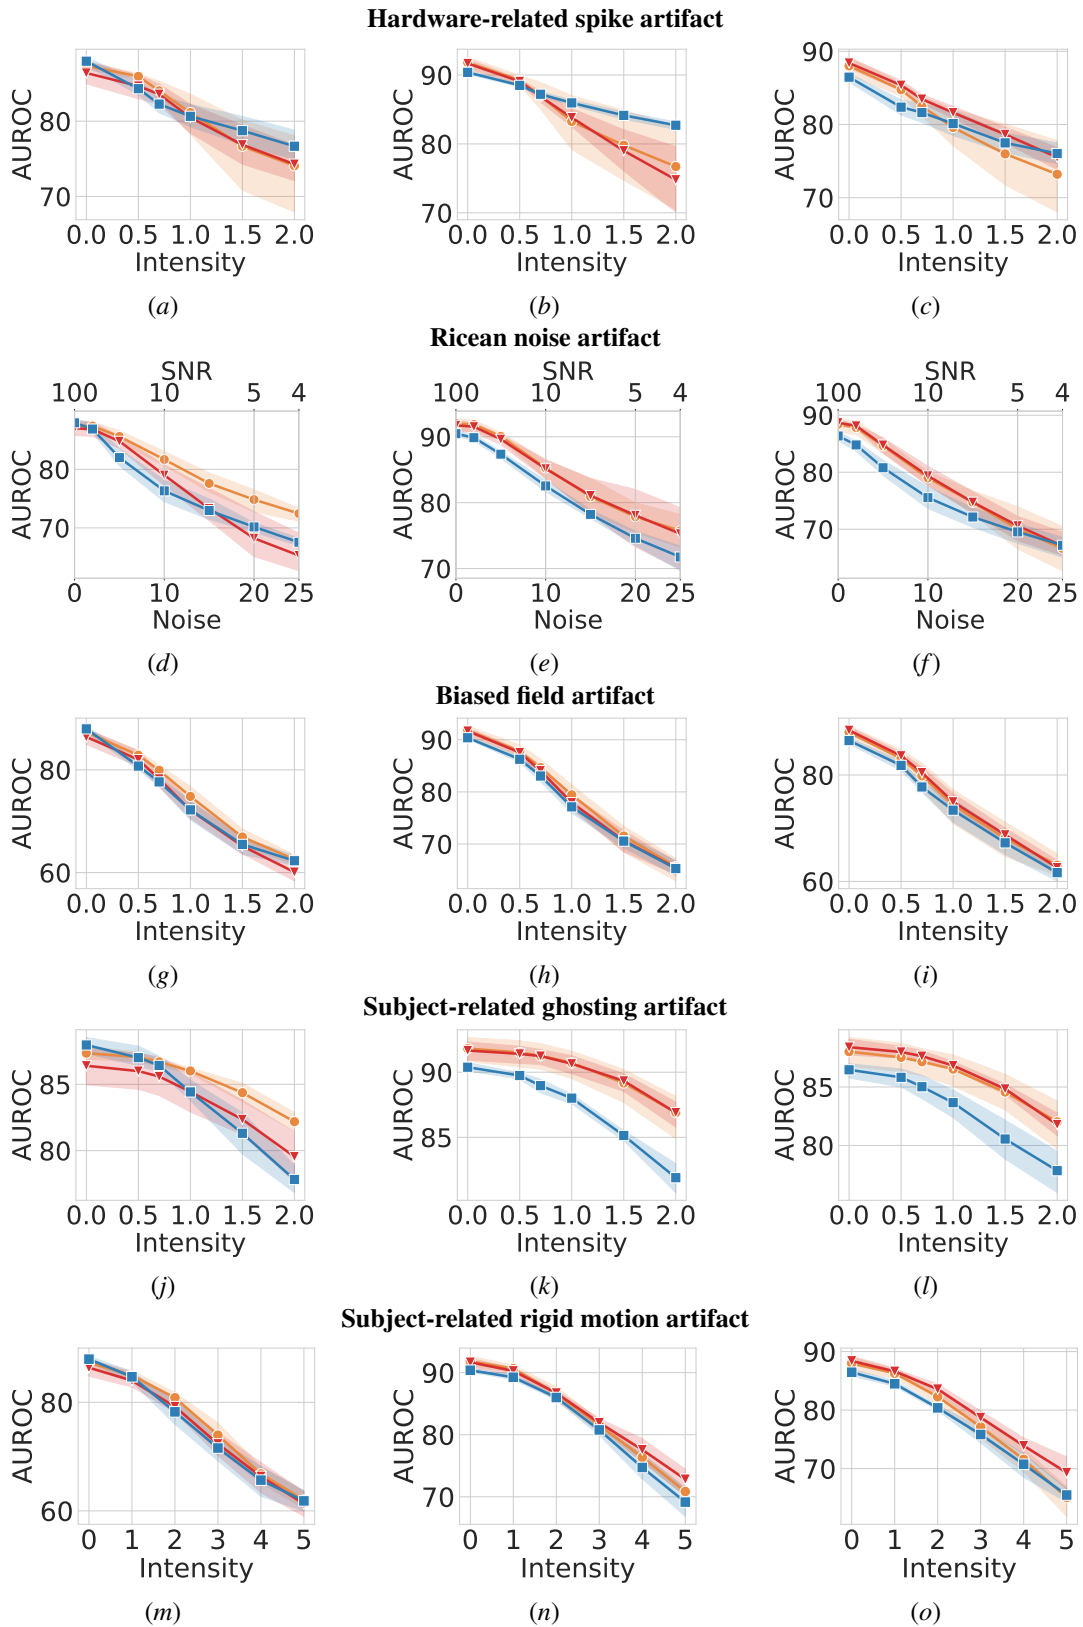 Hardware-related spike artifact
90
90
AUROC
80
70
AUROC
80
70
AUROC
80
70
0.0 0.5 1.0 1.5 2.0
0.0 0.5 1.0 1.5 2.0
0.0 0.5 1.0 1.5 2.0
Intensity
Intensity
Intensity
(a)
(b)
(c)
Ricean noise artifact
SNR
SNR
SNR
100 10 5 4
100 10 5 4
100 10 5 4
AUROC
80
70
AUROC
90
80
70
AUROC
90
80
70
0 10 20 25
0 10 20 25
0 10 20 25
Noise
Noise
Noise
(d)
(e)
(f)
Biased field artifact
AUROC
80
60
AUROC
90
80
70
AUROC
80
60
0.0 0.5 1.0 1.5 2.0
0.0 0.5 1.0 1.5 2.0
0.0 0.5 1.0 1.5 2.0
Intensity
Intensity
Intensity
(g)
(h)
(i)
Subject-related ghosting artifact
AUROC
85
80
AUROC
90
85
AUROC
85
80
0.0 0.5 1.0 1.5 2.0
0.0 0.5 1.0 1.5 2.0
0.0 0.5 1.0 1.5 2.0
Intensity
Intensity
Intensity
(j)
(k)
(l)
Subject-related rigid motion artifact
AUROC
80
60
AUROC
90
80
70
AUROC
90
80
70
0 1 2 3 4 5
0 1 2 3 4 5
0 1 2 3 4 5
Intensity
Intensity
Intensity
(m)
(n)
(o)